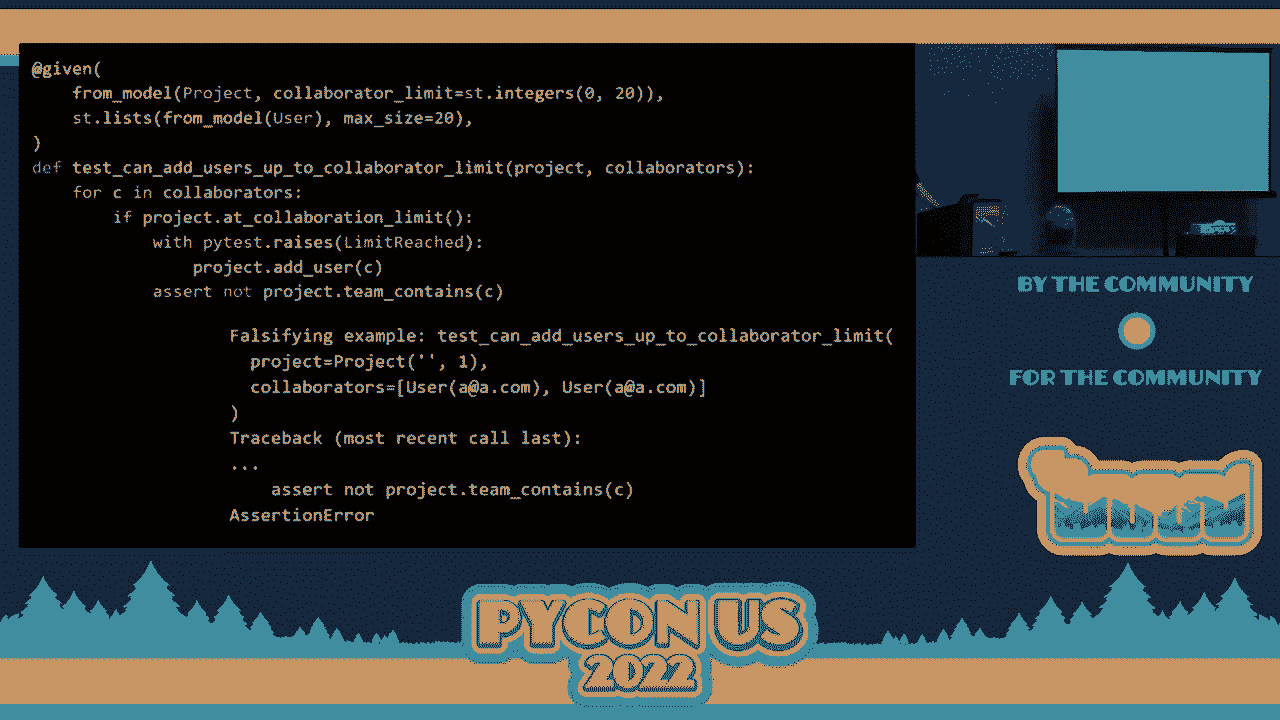 @given(
    from_model(Project, collaborator_limit=st.integers(0, 20)),
    st.lists(from_model(User), max_size=20),
)
def test_can_add_users_up_to_collaborator_limit(project, collaborators):
    for c in collaborators:
        if project.at_collaboration_limit():
            with pytest.raises(LimitReached):
                project.add_user(c)
            assert not project.team_contains(c)
Falsifying example: test_can_add_users_up_to_collaborator_limit(
  project=Project('', 1),
  collaborators=[User(a@a.com), User(a@a.com)]
)
Traceback (most recent call last):
...
    assert not project.team_contains(c)
AssertionError
BY THE COMMUNITY
FOR THE COMMUNITY
PYCON US
2022